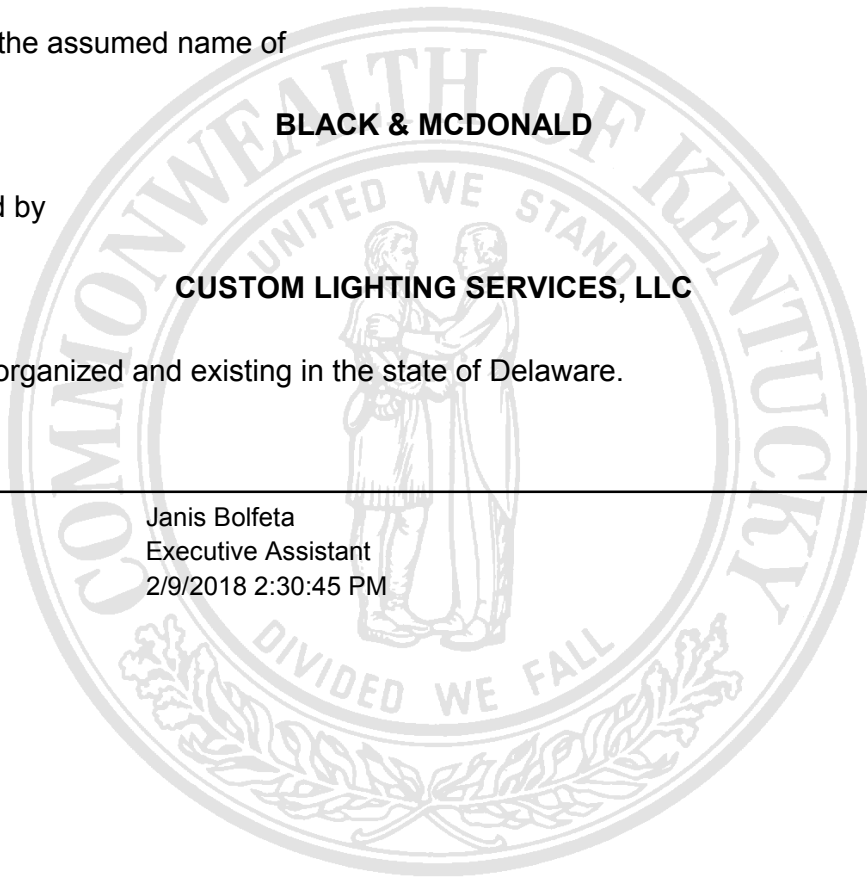 the assumed name of
BLACK & MCDONALD
d by
CUSTOM LIGHTING SERVICES, LLC
organized and existing in the state of Delaware.
Janis Bolfeta
Executive Assistant
2/9/2018 2:30:45 PM
COMMONWEALTH OF KENTUCKY
UNITED WE STAND
DIVIDED WE FALL